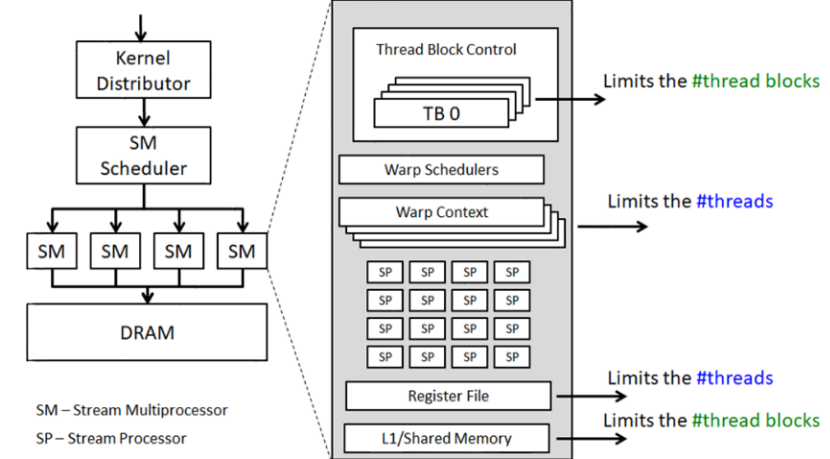 Kernel
Distributor
SM
Scheduler
SM SM SM SM
DRAM
SM – Stream Multiprocessor
SP – Stream Processor
Thread Block Control
TB 0
Limits the #thread blocks
Warp Schedulers
Warp Context
Limits the #threads
SP SP SP SP
SP SP SP SP
SP SP SP SP
SP SP SP SP
Register File
Limits the #threads
L1/Shared Memory
Limits the #thread blocks